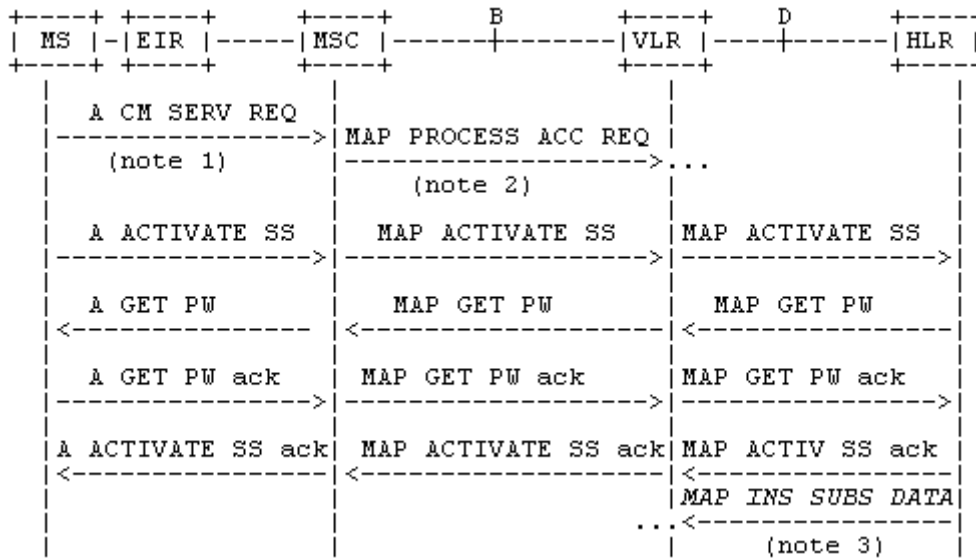 B D
MS EIR MSC VLR HLR
A CM SERV REQ
MAP PROCESS ACC REQ
(note 1)
...
(note 2)
A ACTIVATE SS MAP ACTIVATE SS MAP ACTIVATE SS
A GET PW MAP GET PW MAP GET PW
A GET PW ack MAP GET PW ack MAP GET PW ack
A ACTIVATE SS ack MAP ACTIVATE SS ack MAP ACTIV SS ack
MAP INS SUBS DATA
...
(note 3)